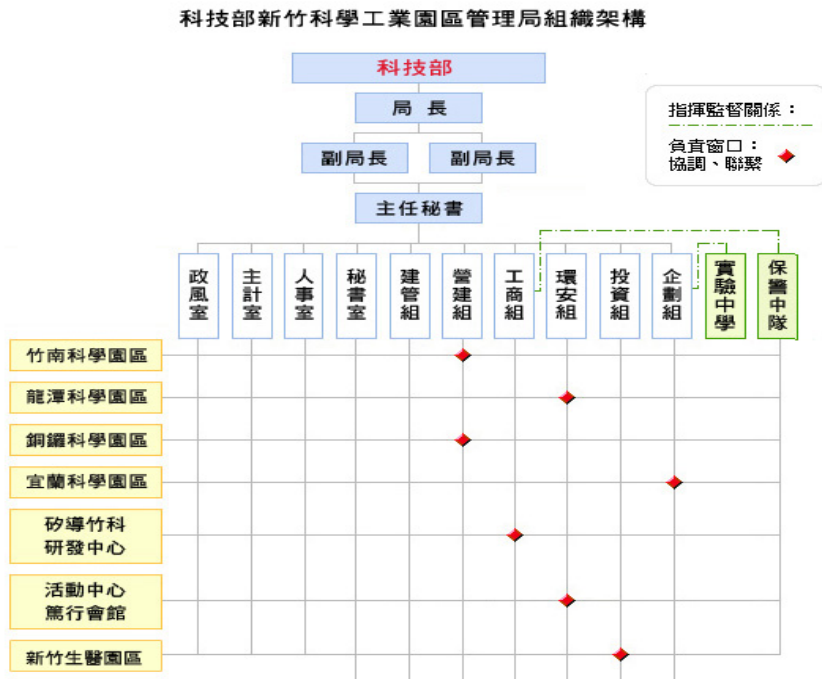 科技部新竹科學工業園區管理局組織架構
科技部
局長
副局長
副局長
主任秘書
指揮監督關係：
負責窗口：
協調、聯繫
政風室
主計室
人事室
秘書室
建管組
營建組
工商組
環安組
投資組
企劃組
實驗中學
保警中隊
竹南科學園區
龍潭科學園區
銅鑼科學園區
宜蘭科學園區
矽導竹科
研發中心
活動中心
篤行會館
新竹生醫園區